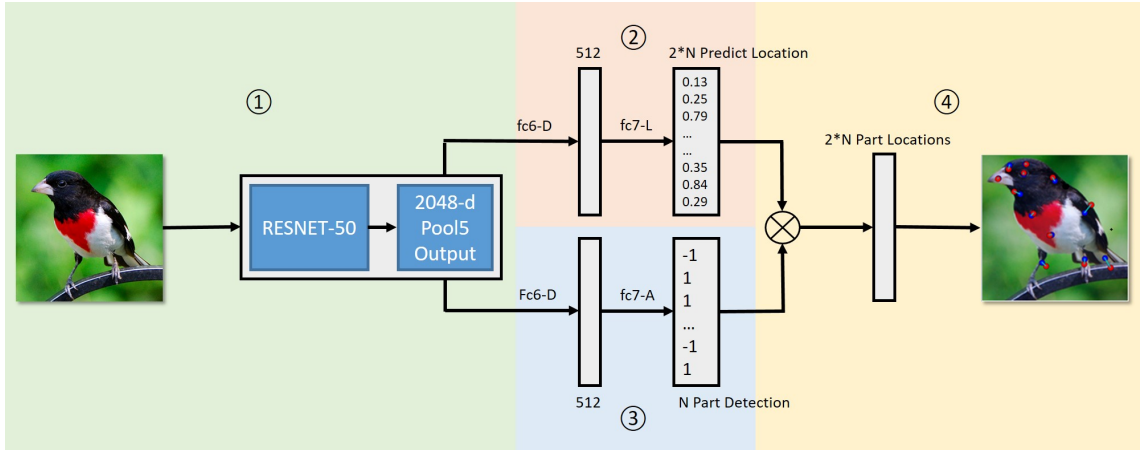 ①
RESNET-50
2048-d
Pool5
Output
②
512
2*N Predict Location
fc6-D
fc7-L
0.13
0.25
0.79
...
...
0.35
0.84
0.29
Fc6-D
fc7-A
-1
1
1
...
-1
1
512
N Part Detection
③
④
2*N Part Locations